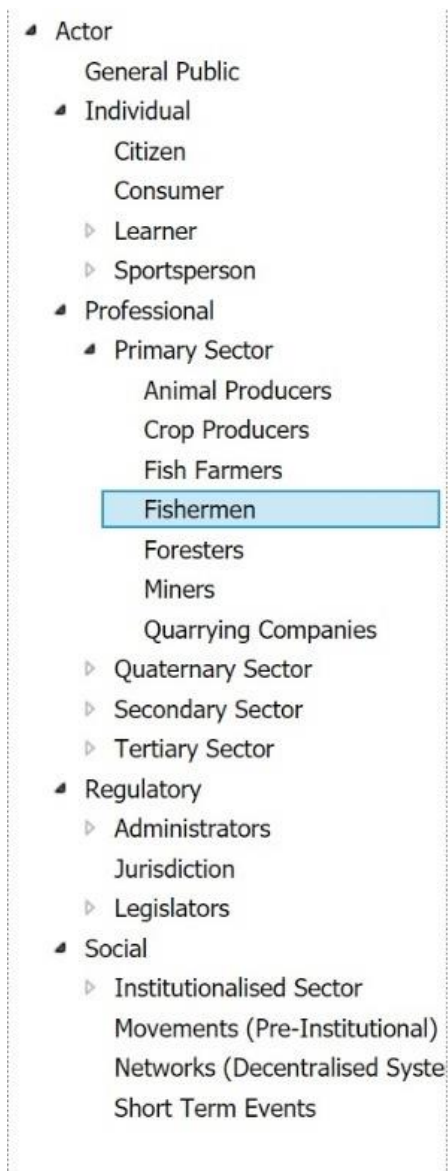 Actor
General Public
Individual
Citizen
Consumer
Learner
Sportsperson
Professional
Primary Sector
Animal Producers
Crop Producers
Fish Farmers
Fishermen
Foresters
Miners
Quarrying Companies
Quaternary Sector
Secondary Sector
Tertiary Sector
Regulatory
Administrators
Jurisdiction
Legislators
Social
Institutionalised Sector
Movements (Pre-Institutional)
Networks (Decentralised Syste
Short Term Events